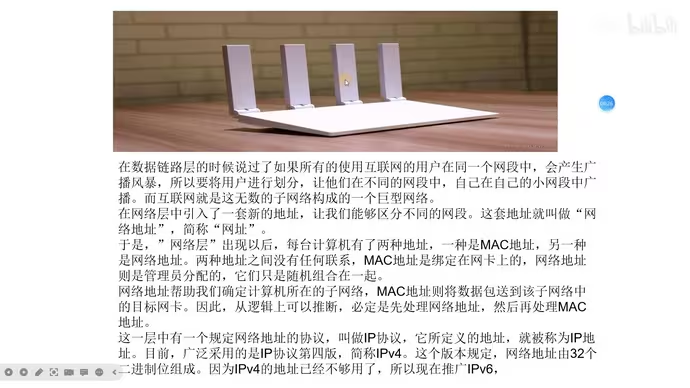 bilibili
在数据链路层的时候说过了如果所有的使用互联网的用户在同一个网段中，会产生广
播风暴，所以要将用户进行划分，让他们在不同的网段中，自己在自己的小网段中广
播。而互联网就是这无数的子网络构成的一个巨型网络。
在网络层中引入了一套新的地址，让我们能够区分不同的网段。这套地址就叫做“网
络地址”，简称“网址”。
于是，”网络层”出现以后，每台计算机有了两种地址，一种是MAC地址，另一种
是网络地址。两种地址之间没有任何联系，MAC地址是绑定在网卡上的，网络地址
则是管理员分配的，它们只是随机组合在一起。
网络地址帮助我们确定计算机所在的子网络，MAC地址则将数据包送到该子网络中
的目标网卡。因此，从逻辑上可以推断，必定是先处理网络地址，然后再处理MAC
地址。
这一层中有一个规定网络地址的协议，叫做IP协议，它所定义的地址，就被称为IP地
址。目前，广泛采用的是IP协议第四版，简称IPv4。这个版本规定，网络地址由32个
二进制位组成。因为IPv4的地址已经不够用了，所以现在推广IPv6，